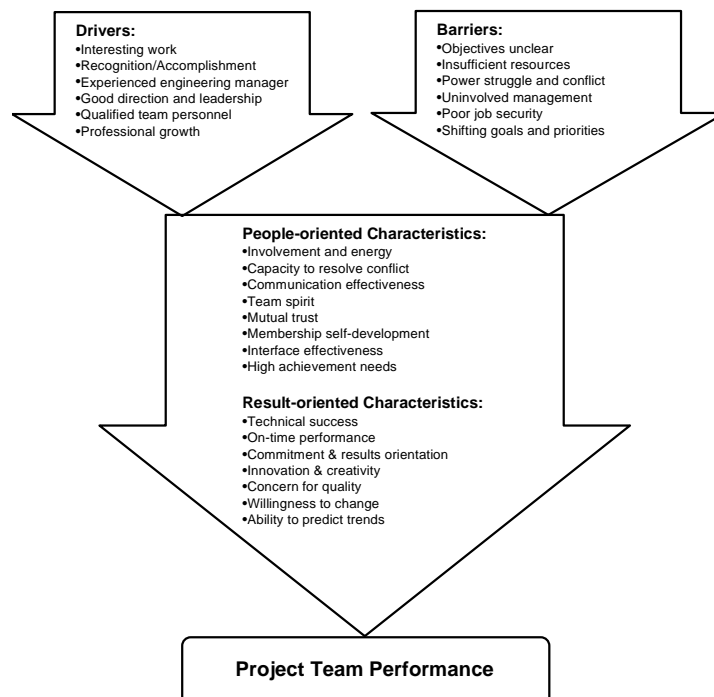 Drivers:
•Interesting work
•Recognition/Accomplishment
•Experienced engineering manager
•Good direction and leadership
•Qualified team personnel
•Professional growth
Barriers:
•Objectives unclear
•Insufficient resources
•Power struggle and conflict
•Uninvolved management
•Poor job security
•Shifting goals and priorities
People-oriented Characteristics:
•Involvement and energy
•Capacity to resolve conflict
•Communication effectiveness
•Team spirit
•Mutual trust
•Membership self-development
•Interface effectiveness
•High achievement needs
Result-oriented Characteristics:
•Technical success
•On-time performance
•Commitment & results orientation
•Innovation & creativity
•Concern for quality
•Willingness to change
•Ability to predict trends
Project Team Performance